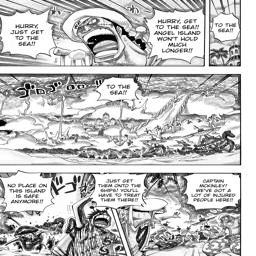 HURRY,
JUST GET
TO THE
SEA!!
HURRY, GET
TO THE SEA!!
ANGEL ISLAND
WON'T HOLD
MUCH
LONGER!!
TO THE
SEA!!
TO THE
SEA!!
NO PLACE ON
THIS ISLAND
IS SAFE
ANYMORE!!
JUST GET
THEM ONTO THE
SHIPS! YOU'LL
HAVE TO TREAT
THEM THERE!!
CAPTAIN
MCKINLEY!
WE'VE GOT
A LOT OF
INJURED
PEOPLE HERE!!